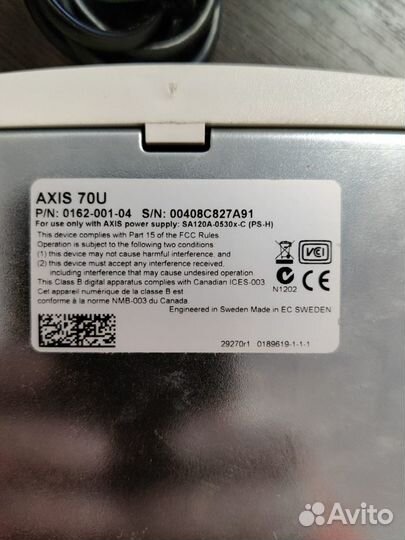 AXIS 70U
P/N: 0162-001-04 S/N: 00408C827A91
For use only with AXIS power supply: SA120A-0530x-C (PS-H)
This device complies with Part 15 of the FCC Rules
Operation is subject to the following two conditions
(1) this device may not cause harmful interference, and
(2) this device must accept any interference received,
including interference that may cause undesired operation.
This Class B digital apparatus complies with Canadian ICES-003
Cet appareil numérique de la classe B est
conforme à la norme NMB-003 du Canada
VCI
CE
N1202
Engineered in Sweden Made in EC SWEDEN
29270r1 0189619-1-1-1
Avito